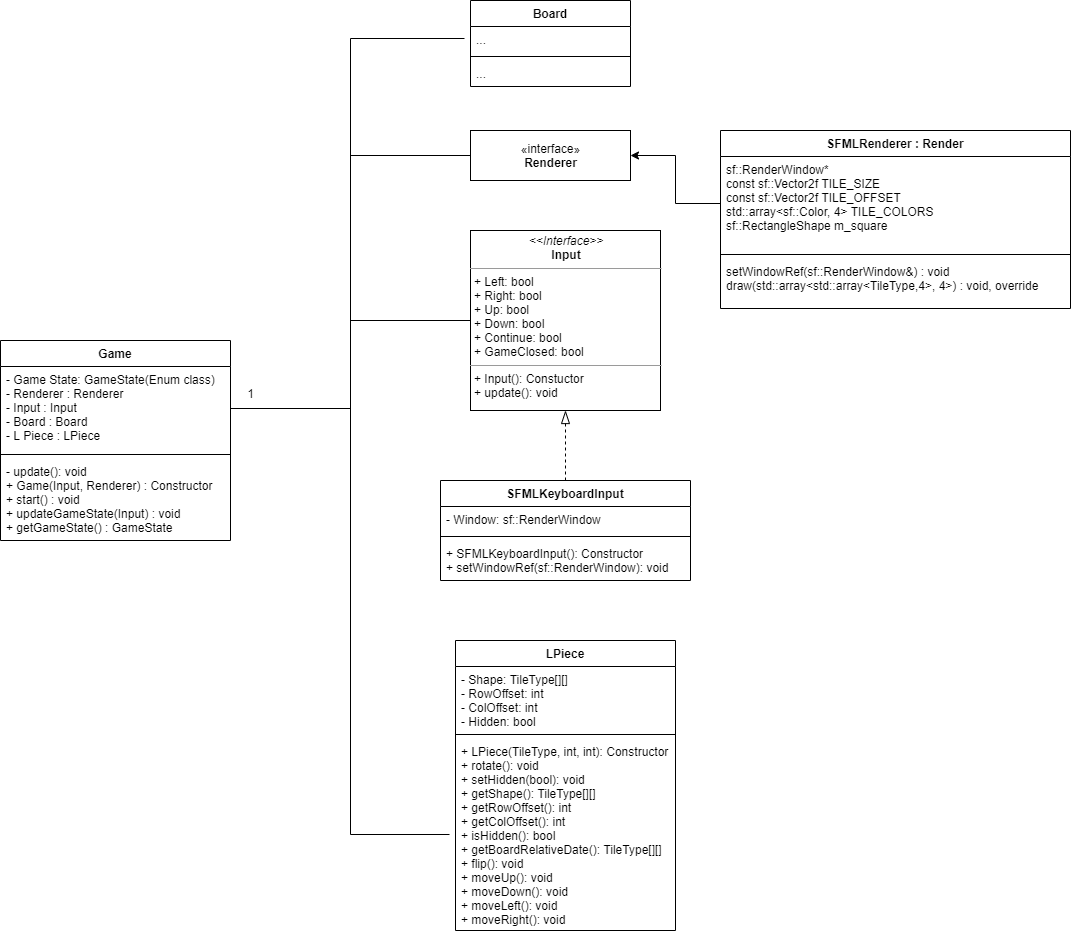 Board
...
...
«interface»
Renderer
SFMLRenderer : Render
sf::RenderWindow*
const sf::Vector2f TILE_SIZE
const sf::Vector2f TILE_OFFSET
std::array<sf::Color, 4> TILE_COLORS
sf::RectangleShape m_square
setWindowRef(sf::RenderWindow&) : void
draw(std::array<std::array<TileType,4>, 4>) : void, override
<<Interface>>
Input
+ Left: bool
+ Right: bool
+ Up: bool
+ Down: bool
+ Continue: bool
+ GameClosed: bool
+ Input(): Constuctor
+ update(): void
Game
- Game State: GameState(Enum class)
- Renderer : Renderer
- Input : Input
- Board : Board
- L Piece : LPiece
- update(): void
+ Game(Input, Renderer) : Constructor
+ start() : void
+ updateGameState(Input) : void
+ getGameState() : GameState
1
SFMLKeyboardInput
- Window: sf::RenderWindow
+ SFMLKeyboardInput(): Constructor
+ setWindowRef(sf::RenderWindow): void
LPiece
- Shape: TileType[][]
- RowOffset: int
- ColOffset: int
- Hidden: bool
+ LPiece(TileType, int, int): Constructor
+ rotate(): void
+ setHidden(bool): void
+ getShape(): TileType[][]
+ getRowOffset(): int
+ getColOffset(): int
+ isHidden(): bool
+ getBoardRelativeDate(): TileType[][]
+ flip(): void
+ moveUp(): void
+ moveDown(): void
+ moveLeft(): void
+ moveRight(): void